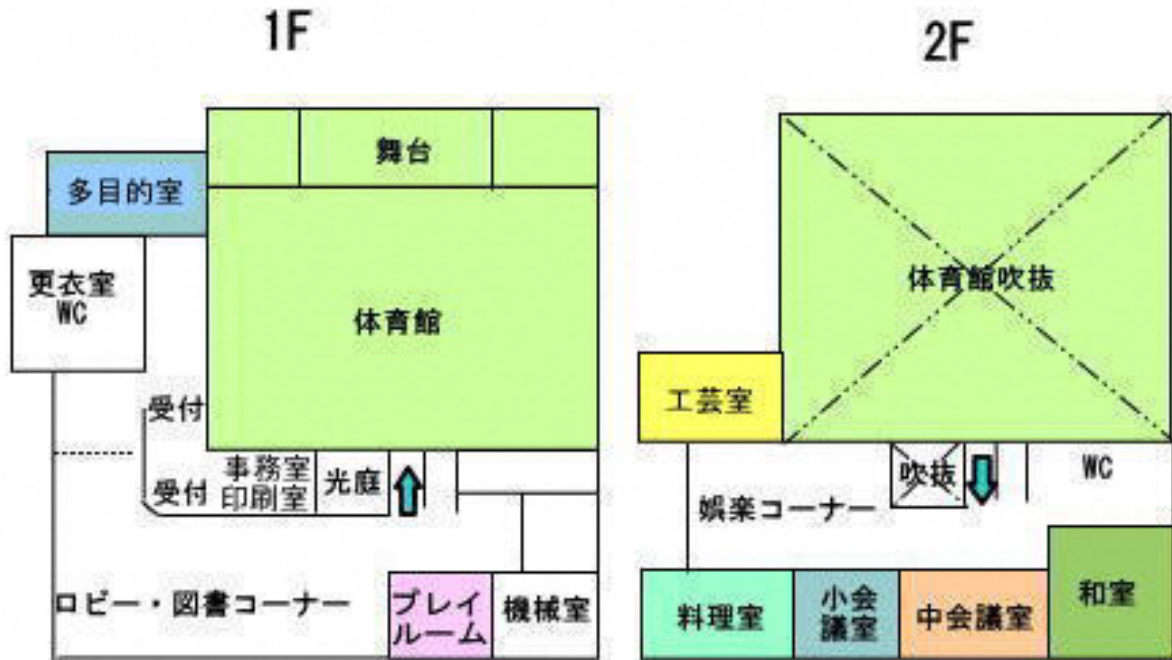 1F
舞台
多目的室
更衣室
WC
体育館
受付
受付
事務室
印刷室
光庭
ロビー・図書コーナー
プレイ
ルーム
機械室
2F
体育館吹抜
工芸室
吹抜
WC
娯楽コーナー
料理室
小会
議室
中会議室
和室